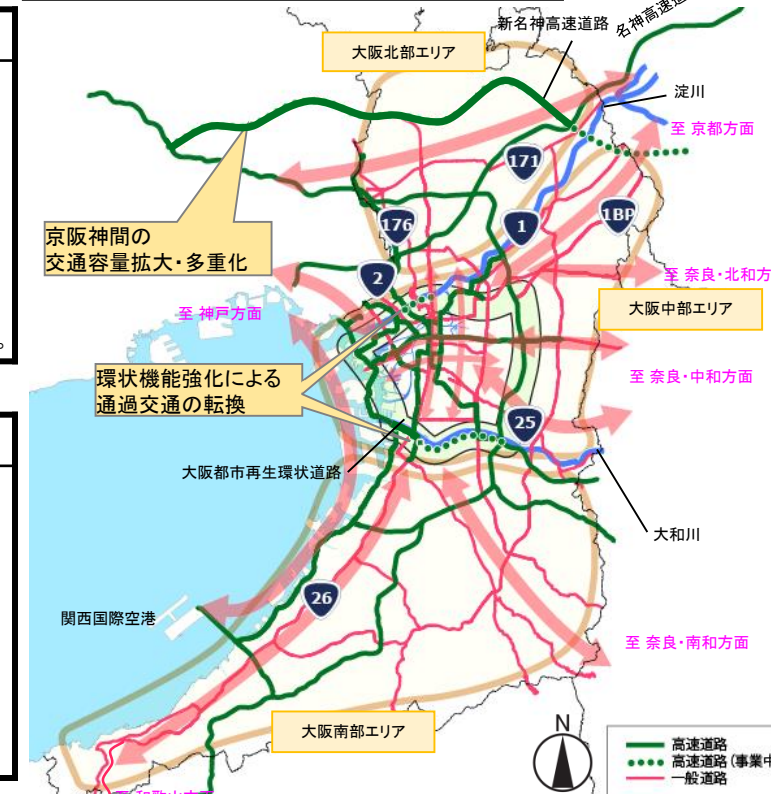 新名神高速道路
名神高速道
大阪北部エリア
淀川
至 京都方面
171
1BP
176
1
京阪神間の
交通容量拡大・多重化
2
至 奈良・北和方
至 神戸方面
大阪中部エリア
。
環状機能強化による
通過交通の転換
至 奈良・中和方面
25
大阪都市再生環状道路
大和川
26
関西国際空港
至 奈良・南和方面
大阪南部エリア
N
高速道路
高速道路(事業中
一般道路